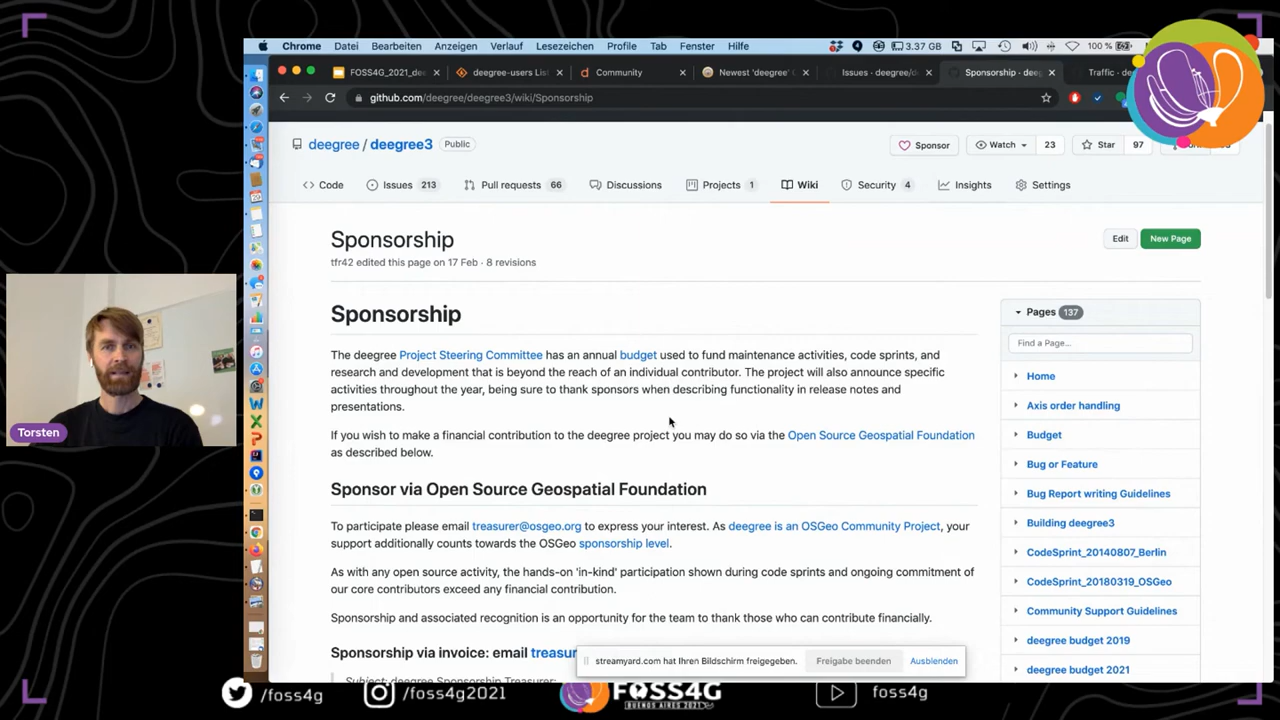 Chrome Datei Bearbeiten Anzeigen Verlauf Lesezeichen Profile Tab Fenster Hilfe 3.37 GB 100 %
FOSS4G_2021_dee deegree-users Lis Community Newest 'deegree' Issues · deegree/d Sponsorship · dee Traffic · de
github.com/deegree/deegree3/wiki/Sponsorship
deegree / deegree3 Public Sponsor Watch 23 Star 97
Code Issues 213 Pull requests 66 Discussions Projects 1 Wiki Security 4 Insights Settings
Sponsorship
Edit New Page
tfr42 edited this page on 17 Feb · 8 revisions
Sponsorship
The deegree Project Steering Committee has an annual budget used to fund maintenance activities, code sprints, and
research and development that is beyond the reach of an individual contributor. The project will also announce specific
activities throughout the year, being sure to thank sponsors when describing functionality in release notes and
presentations.
If you wish to make a financial contribution to the deegree project you may do so via the Open Source Geospatial Foundation
as described below.
Sponsor via Open Source Geospatial Foundation
To participate please email treasurer@osgeo.org to express your interest. As deegree is an OSGeo Community Project, your
support additionally counts towards the OSGeo sponsorship level.
As with any open source activity, the hands-on 'in-kind' participation shown during code sprints and ongoing commitment of
our core contributors exceed any financial contribution.
Sponsorship and associated recognition is an opportunity for the team to thank those who can contribute financially.
Sponsorship via invoice: email treasur
Subject: deegree Sponsorship Treasurer:
Pages 137
Find a Page...
Home
Axis order handling
Budget
Bug or Feature
Bug Report writing Guidelines
Building deegree3
CodeSprint_20140807_Berlin
CodeSprint_20180319_OSGeo
Community Support Guidelines
deegree budget 2019
deegree budget 2021
streamyard.com hat Ihren Bildschirm freigegeben. Freigabe beenden Ausblenden
Torsten
/foss4g /foss4g2021 FOSS4G foss4g
BUENOS AIRES 2021